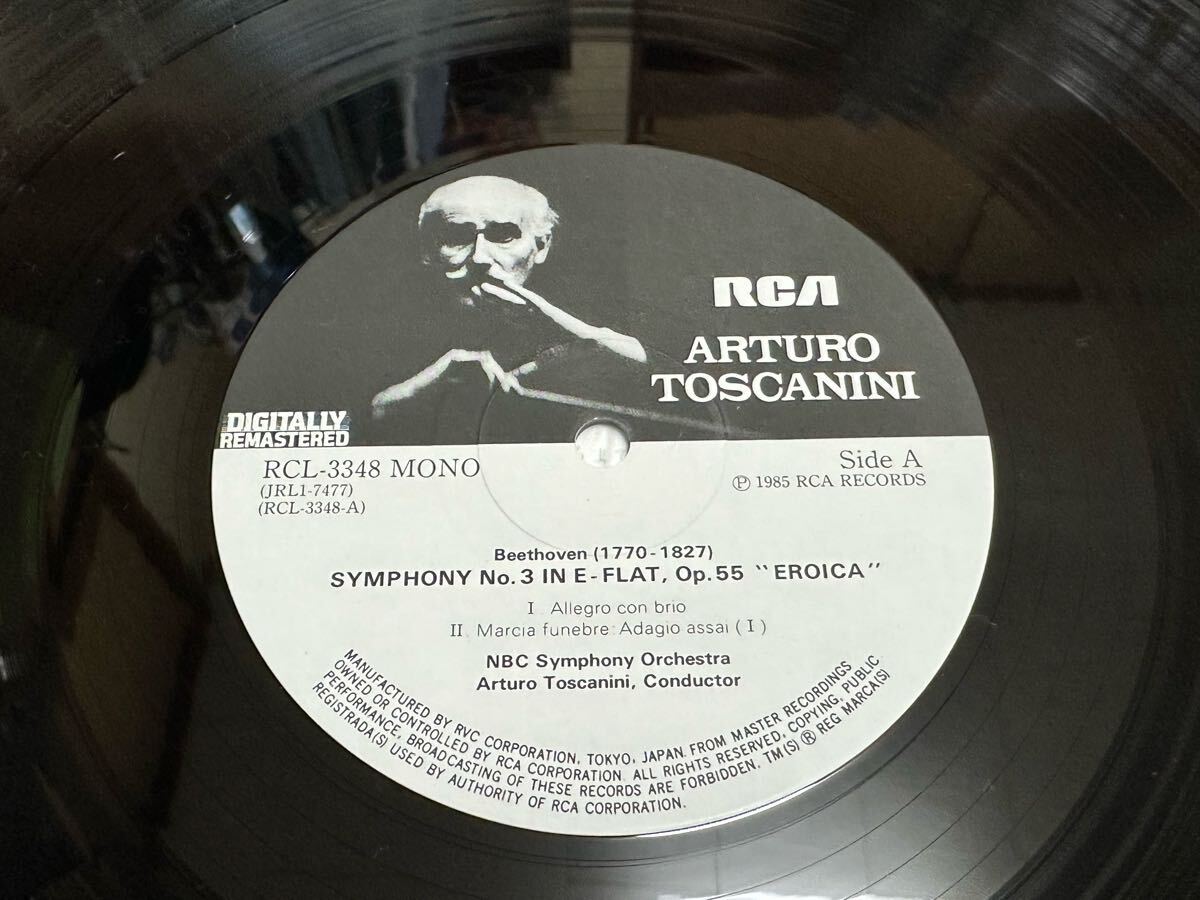 RCA
ARTURO
TOSCANINI
DIGITALLY
REMASTERED
RCL-3348 MONO
(JRL1-7477)
(RCL-3348-A)
Side A
Ⓟ 1985 RCA RECORDS
Beethoven (1770-1827)
SYMPHONY No. 3 IN E-FLAT, Op. 55 "EROICA"
I. Allegro con brio
II. Marcia funebre: Adagio assai (I)
NBC Symphony Orchestra
Arturo Toscanini, Conductor
MANUFACTURED BY RVC CORPORATION, TOKYO, JAPAN. FROM MASTER RECORDINGS
OWNED OR CONTROLLED BY RCA CORPORATION. ALL RIGHTS RESERVED, COPYING, PUBLIC
PERFORMANCE, BROADCASTING OF THESE RECORDS ARE FORBIDDEN, TM(S) ® REG MARCA(S)
REGISTRADA(S) USED BY AUTHORITY OF RCA CORPORATION.